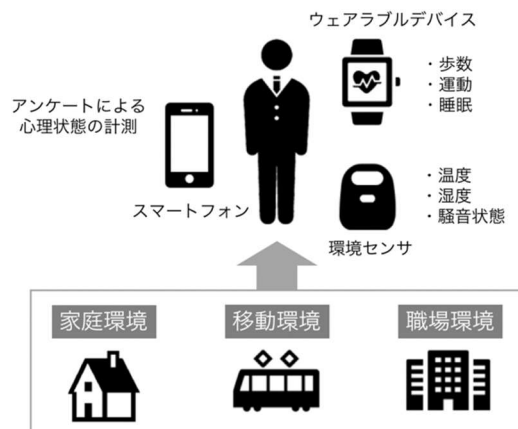 ウェアラブルデバイス
・歩数
・運動
・睡眠
アンケートによる
心理状態の計測
スマートフォン
・温度
・湿度
・騒音状態
環境センサ
家庭環境
移動環境
職場環境